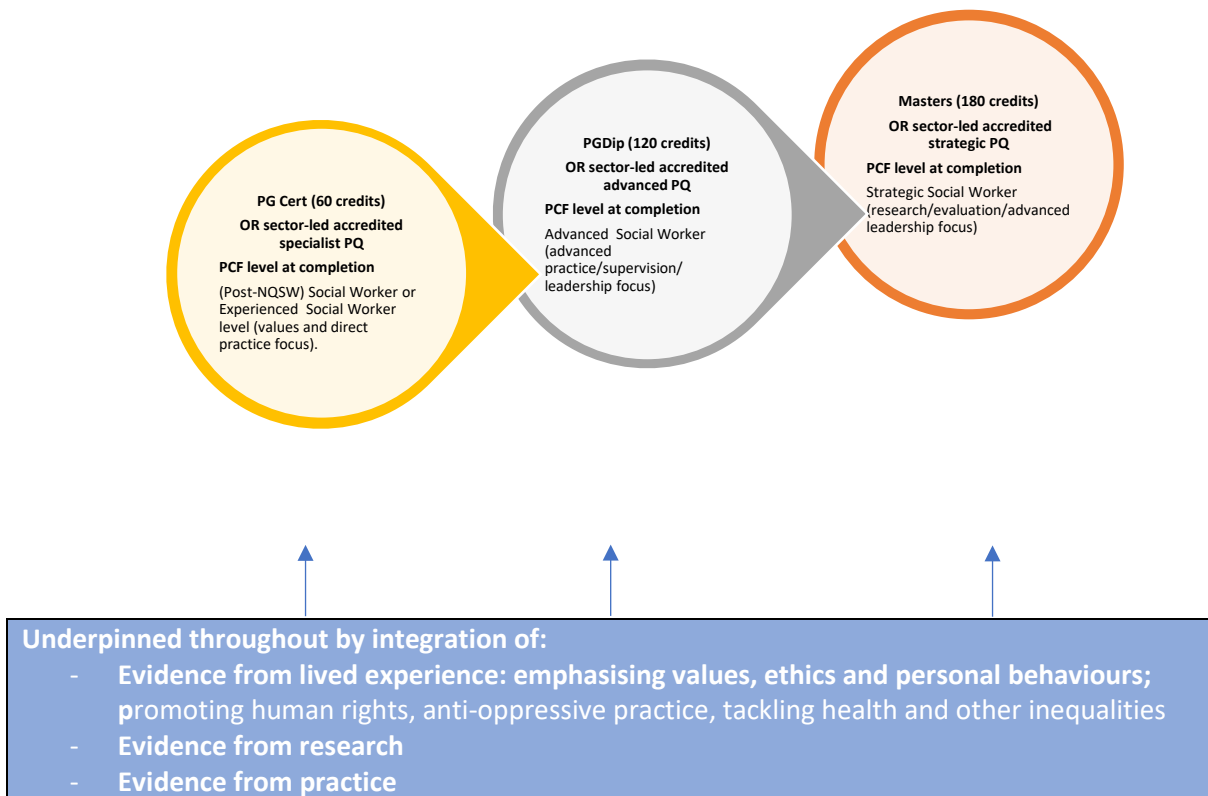 PG Cert (60 credits)
OR sector-led accredited
specialist PQ
PCF level at completion
(Post-NQSW) Social Worker or
Experienced Social Worker
level (values and direct
practice focus).
PGDip (120 credits)
OR sector-led accredited
advanced PQ
PCF level at completion
Advanced Social Worker
(advanced
practice/supervision/
leadership focus)
Masters (180 credits)
OR sector-led accredited
strategic PQ
PCF level at completion
Strategic Social Worker
(research/evaluation/advanced
leadership focus)
Underpinned throughout by integration of:
- Evidence from lived experience: emphasising values, ethics and personal behaviours;
promoting human rights, anti-oppressive practice, tackling health and other inequalities
- Evidence from research
- Evidence from practice